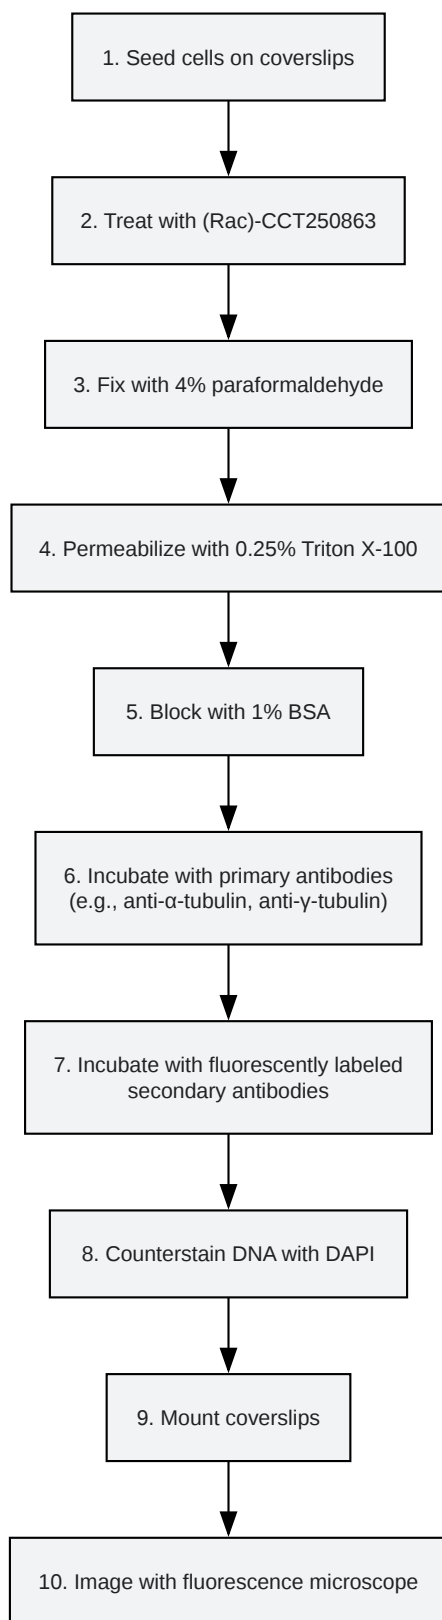 1. Seed cells on coverslips
2. Treat with (Rac)-CCT250863
3. Fix with 4% paraformaldehyde
4. Permeabilize with 0.25% Triton X-100
5. Block with 1% BSA
6. Incubate with primary antibodies
(e.g., anti-α-tubulin, anti-γ-tubulin)
7. Incubate with fluorescently labeled
secondary antibodies
8. Counterstain DNA with DAPI
9. Mount coverslips
10. Image with fluorescence microscope